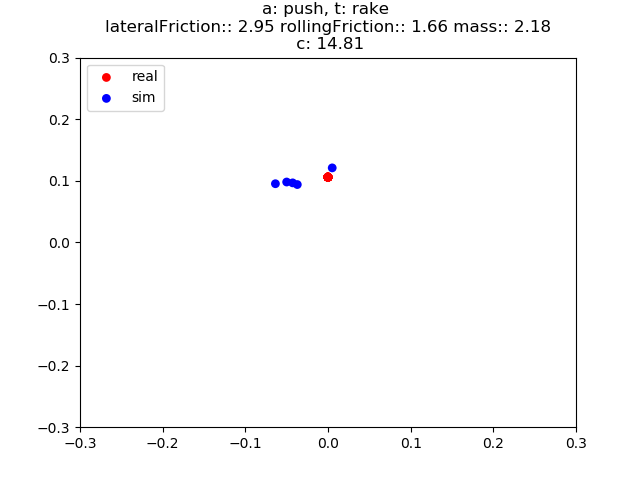 a: push, t: rake
lateralFriction:: 2.95 rollingFriction:: 1.66 mass:: 2.18
c: 14.81
real
sim
0.3
0.2
0.1
0.0
−0.1
−0.2
−0.3
−0.3 −0.2 −0.1 0.0 0.1 0.2 0.3